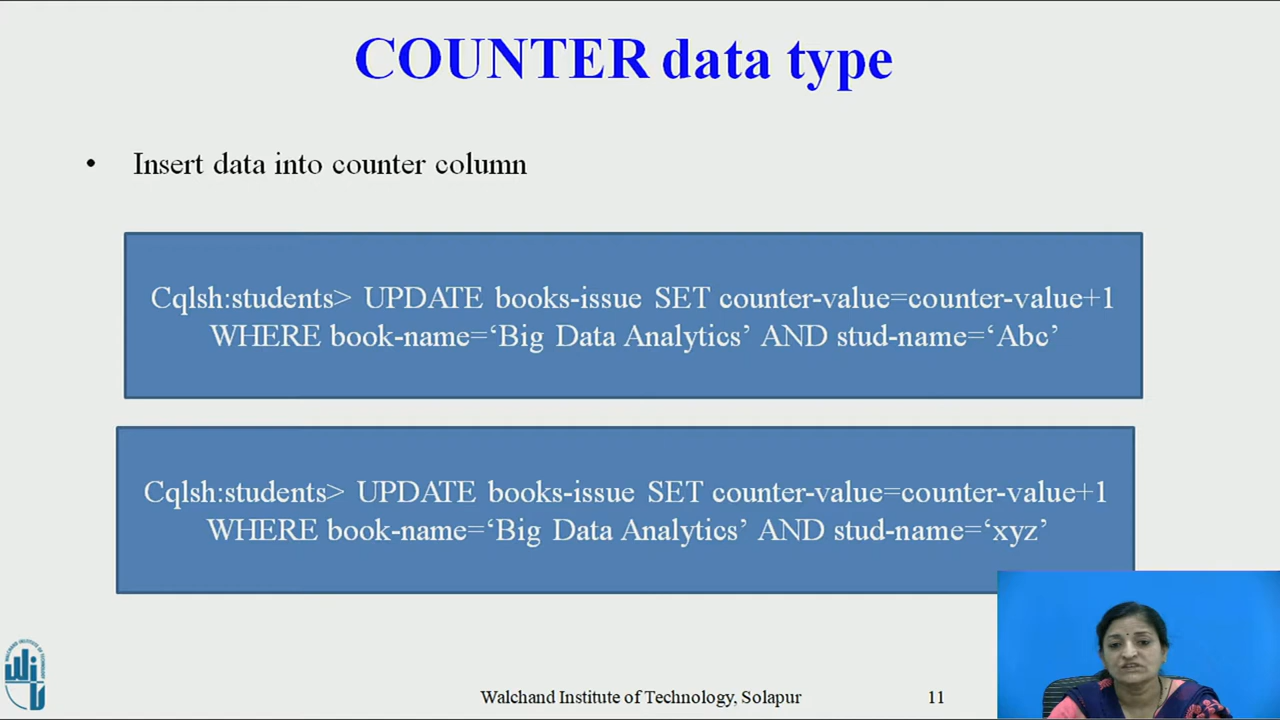 COUNTER data type
• Insert data into counter column
Cqlsh:students> UPDATE books-issue SET counter-value=counter-value+1
WHERE book-name=‘Big Data Analytics’ AND stud-name=‘Abc’
Cqlsh:students> UPDATE books-issue SET counter-value=counter-value+1
WHERE book-name=‘Big Data Analytics’ AND stud-name=‘xyz’
Walchand Institute of Technology, Solapur 11